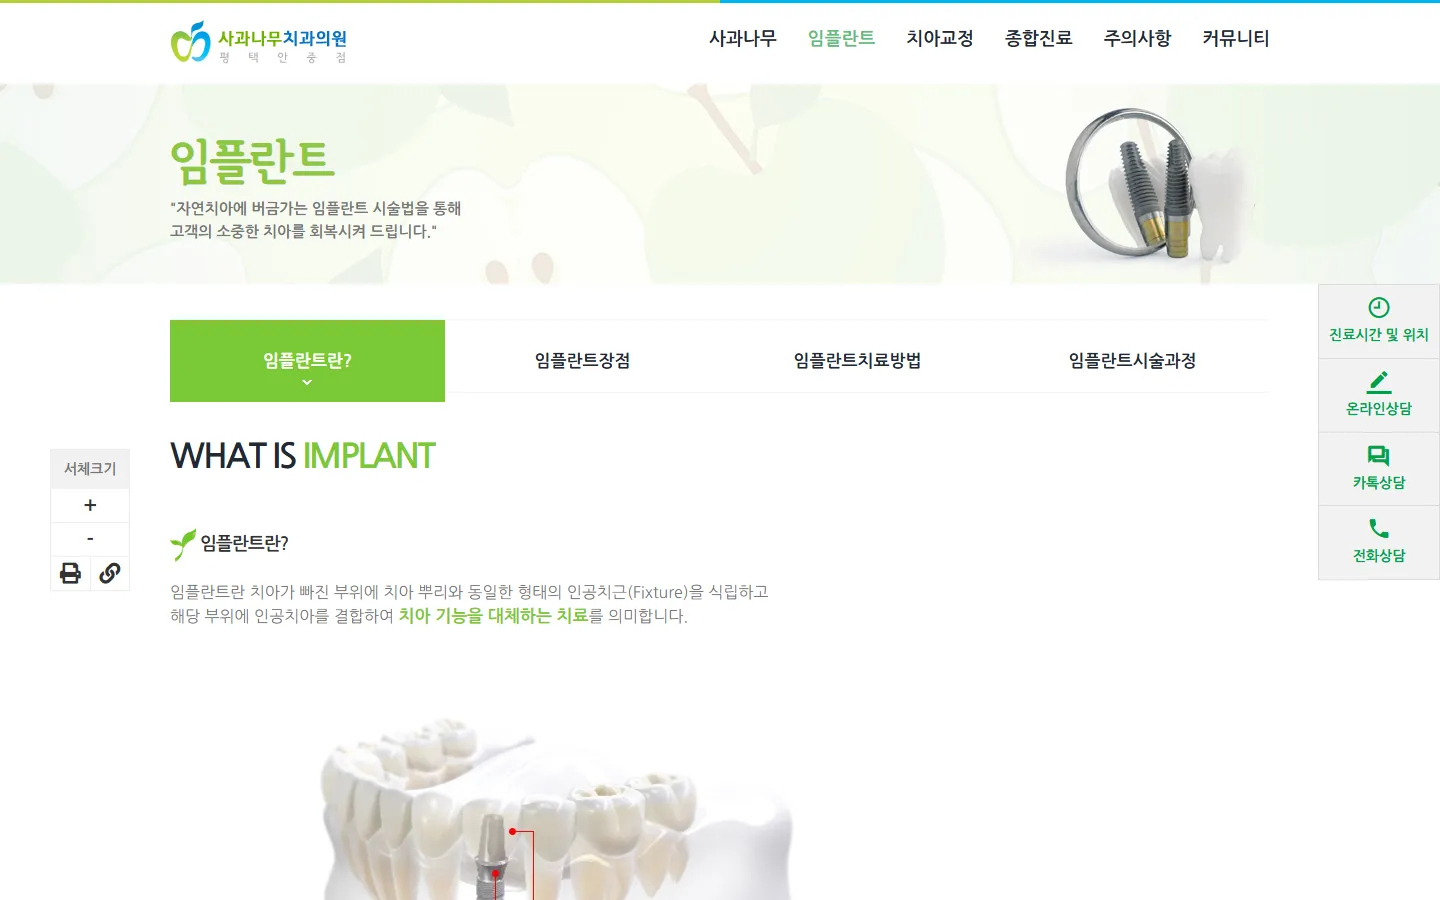 사과나무치과의원
평택안중점
사과나무 임플란트 치아교정 종합진료 주의사항 커뮤니티
임플란트
"자연치아에 버금가는 임플란트 시술법을 통해
고객의 소중한 치아를 회복시켜 드립니다."
임플란트란? 임플란트장점 임플란트치료방법 임플란트시술과정
진료시간 및 위치
온라인상담
카톡상담
전화상담
서체크기
+
-
WHAT IS IMPLANT
임플란트란?
임플란트란 치아가 빠진 부위에 치아 뿌리와 동일한 형태의 인공치근(Fixture)을 식립하고
해당 부위에 인공치아를 결합하여 치아 기능을 대체하는 치료를 의미합니다.